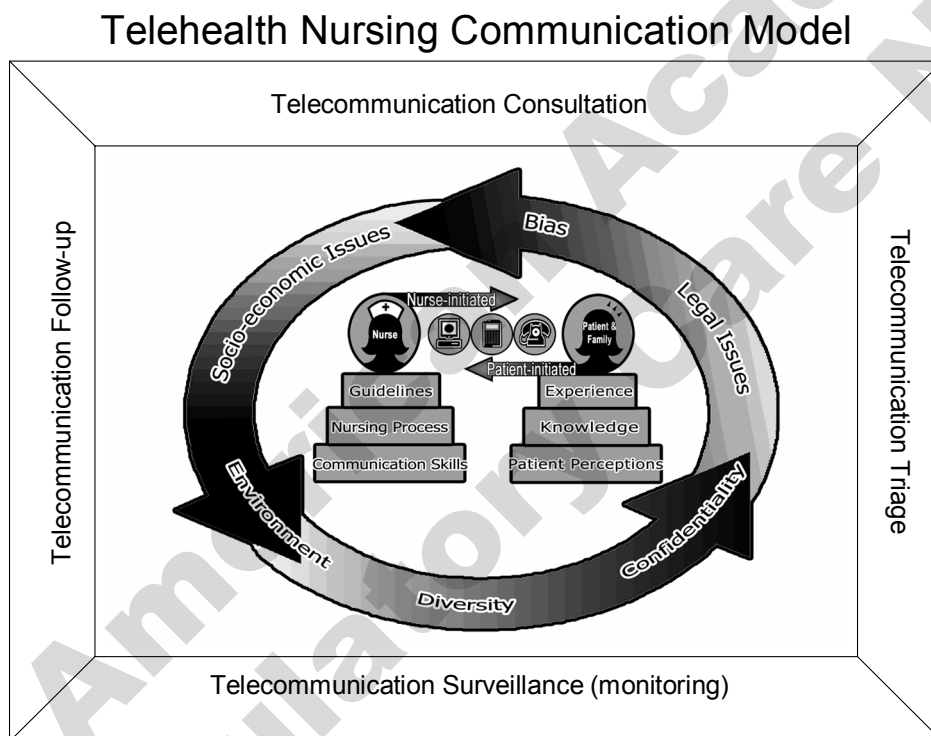 Telehealth Nursing Communication Model
Telecommunication Consultation
Telecommunication Follow-up
Telecommunication Triage
Bias
Socio-economic Issues
Legal Issues
Nurse-initiated
Nurse
Patient &
Family
Patient-initiated
Guidelines
Experience
Nursing Process
Knowledge
Communication Skills
Patient Perceptions
Environment
Confidentiality
Diversity
Telecommunication Surveillance (monitoring)